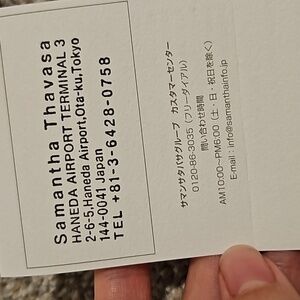 Samantha Thavasa
HANEDA AIRPORT TERMINAL 3
2-6-5,Haneda Airport,Ota-ku,Tokyo
144-0041 Japan
TEL +81-3-6428-0758
サマンサタバサグループ カスタマーセンター
0120-86-3035 (フリーダイアル)
問い合わせ時間
AM10:00〜PM6:00 (土・日・祝日を除く)
E-mail : info@samanthainfo.jp